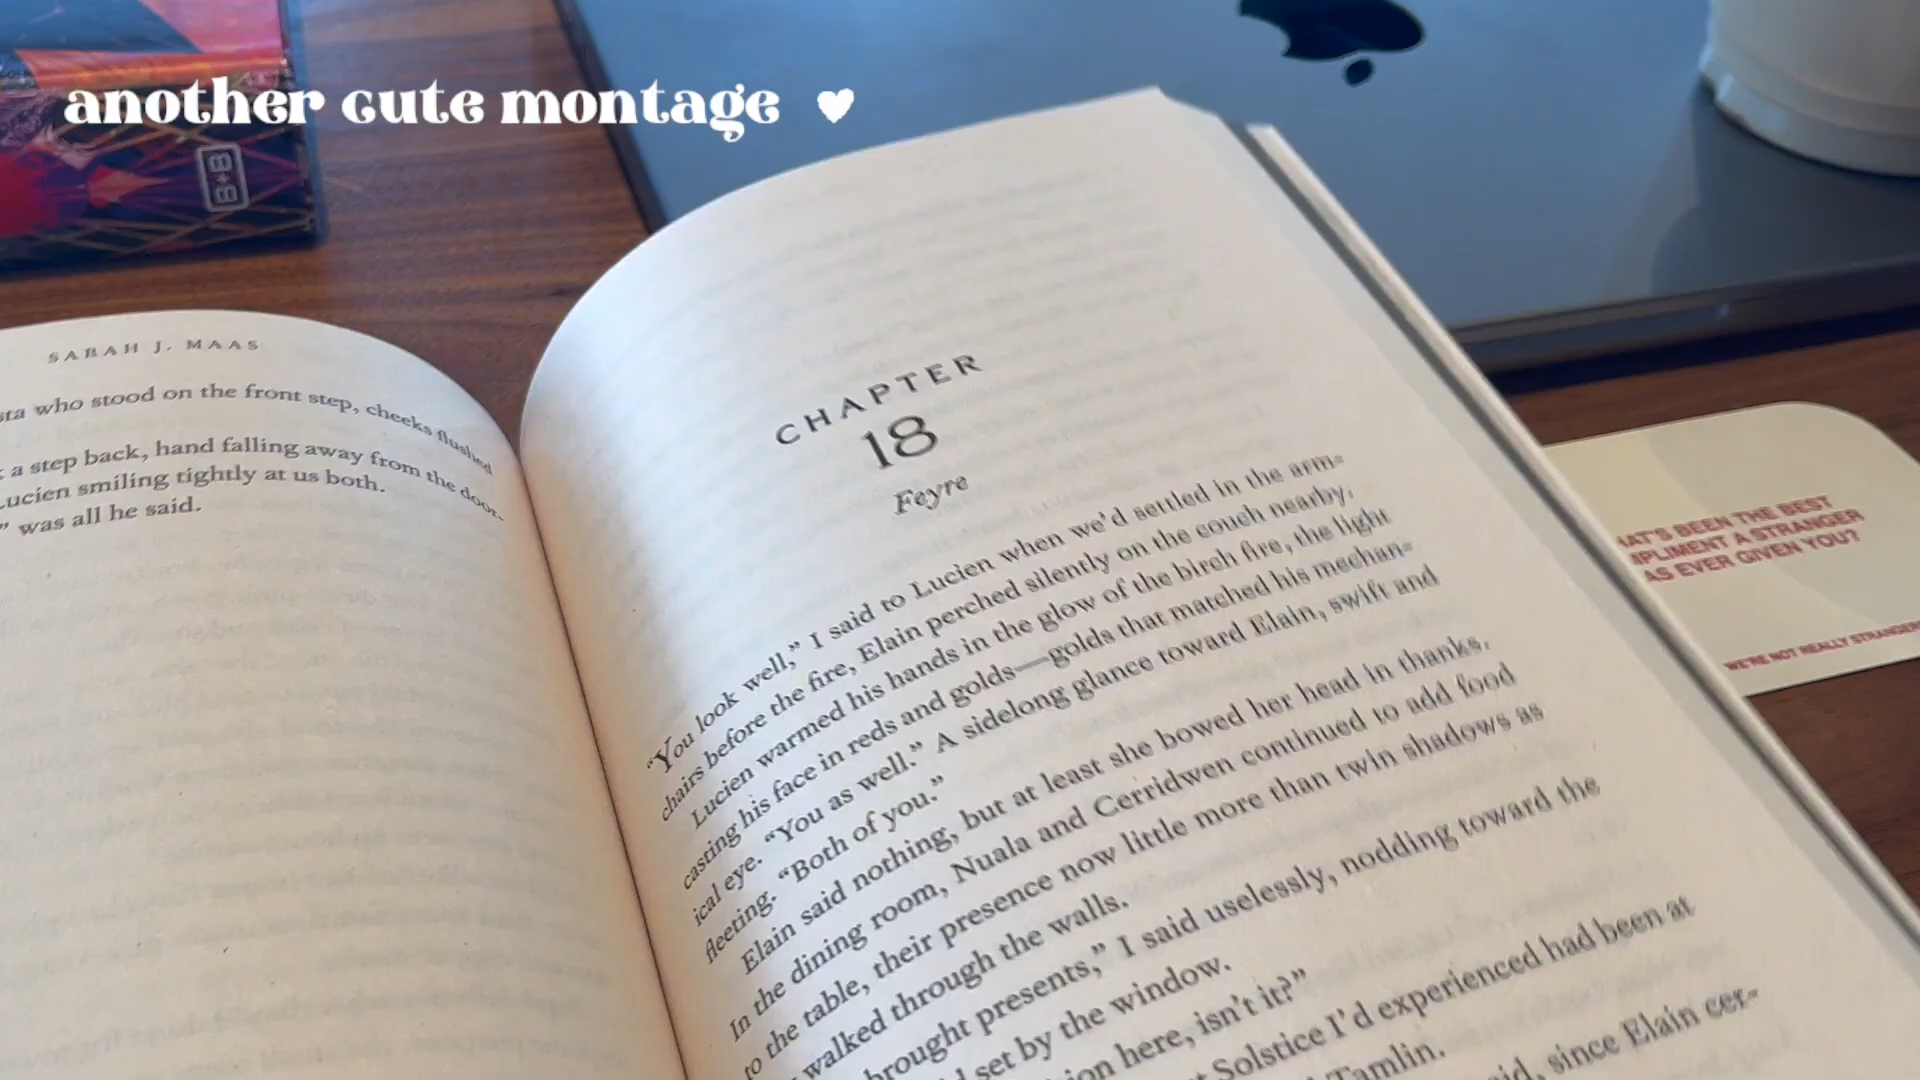 another cute montage
B+B
SARAH J. MAAS
who stood on the front step, cheeks flushed
a step back, hand falling away from the door-
Lucien smiling tightly at us both.
” was all he said.
CHAPTER
18
Feyre
“You look well,” I said to Lucien when we’d settled in the arm-
chairs before the fire, Elain perched silently on the couch nearby.
Lucien warmed his hands in the glow of the birch fire, the light
casting his face in reds and golds—golds that matched his mechan-
ical eye. “You as well.” A sidelong glance toward Elain, swift and
fleeting. “Both of you.”
Elain said nothing, but at least she bowed her head in thanks.
In the dining room, Nuala and Cerridwen continued to add food
to the table, their presence now little more than twin shadows as
walked through the walls.
brought presents,” I said uselessly, nodding toward the
set by the window.
here, isn’t it?”
Solstice I’d experienced had been at
Tamlin.
since Elain cer-
THE BEST
A STRANGER
EVER GIVEN YOU?
WE'RE NOT REALLY STRANGERS